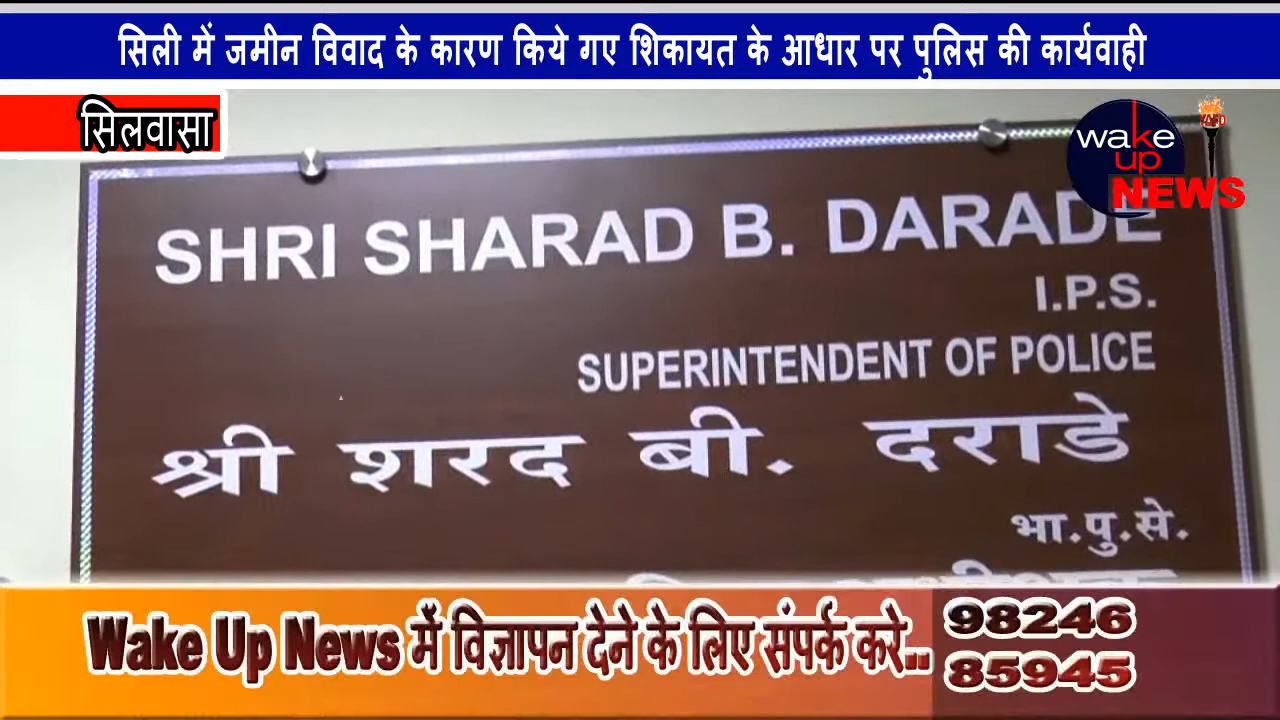 सिली में जमीन विवाद के कारण किये गए शिकायत के आधार पर पुलिस की कार्यवाही
सिलवासा
wake
up
NEWS
SHRI SHARAD B. DARADE
I.P.S.
SUPERINTENDENT OF POLICE
श्री शरद बी. दराडे
भा.पु.से.
Wake Up News में विज्ञापन देने के लिए संपर्क करे..
98246
85945